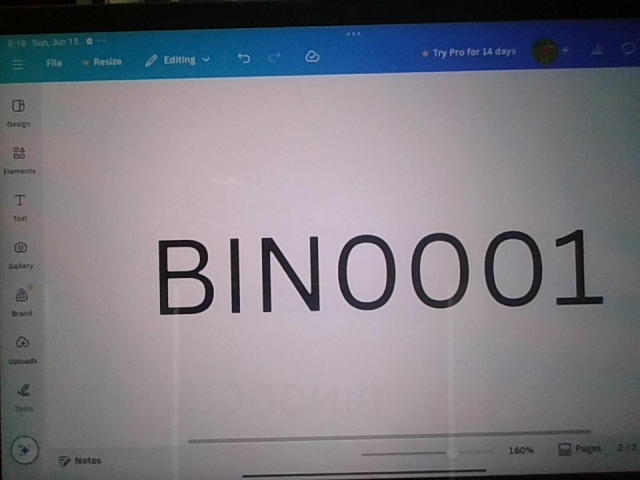 8:18 Sun, Jun 15
File Resize Editing Try Pro for 14 days
Design
Elements
Text
Gallery
Brand
Uploads
Tools
BIN0001
Notes 160% Pages 2 / 2